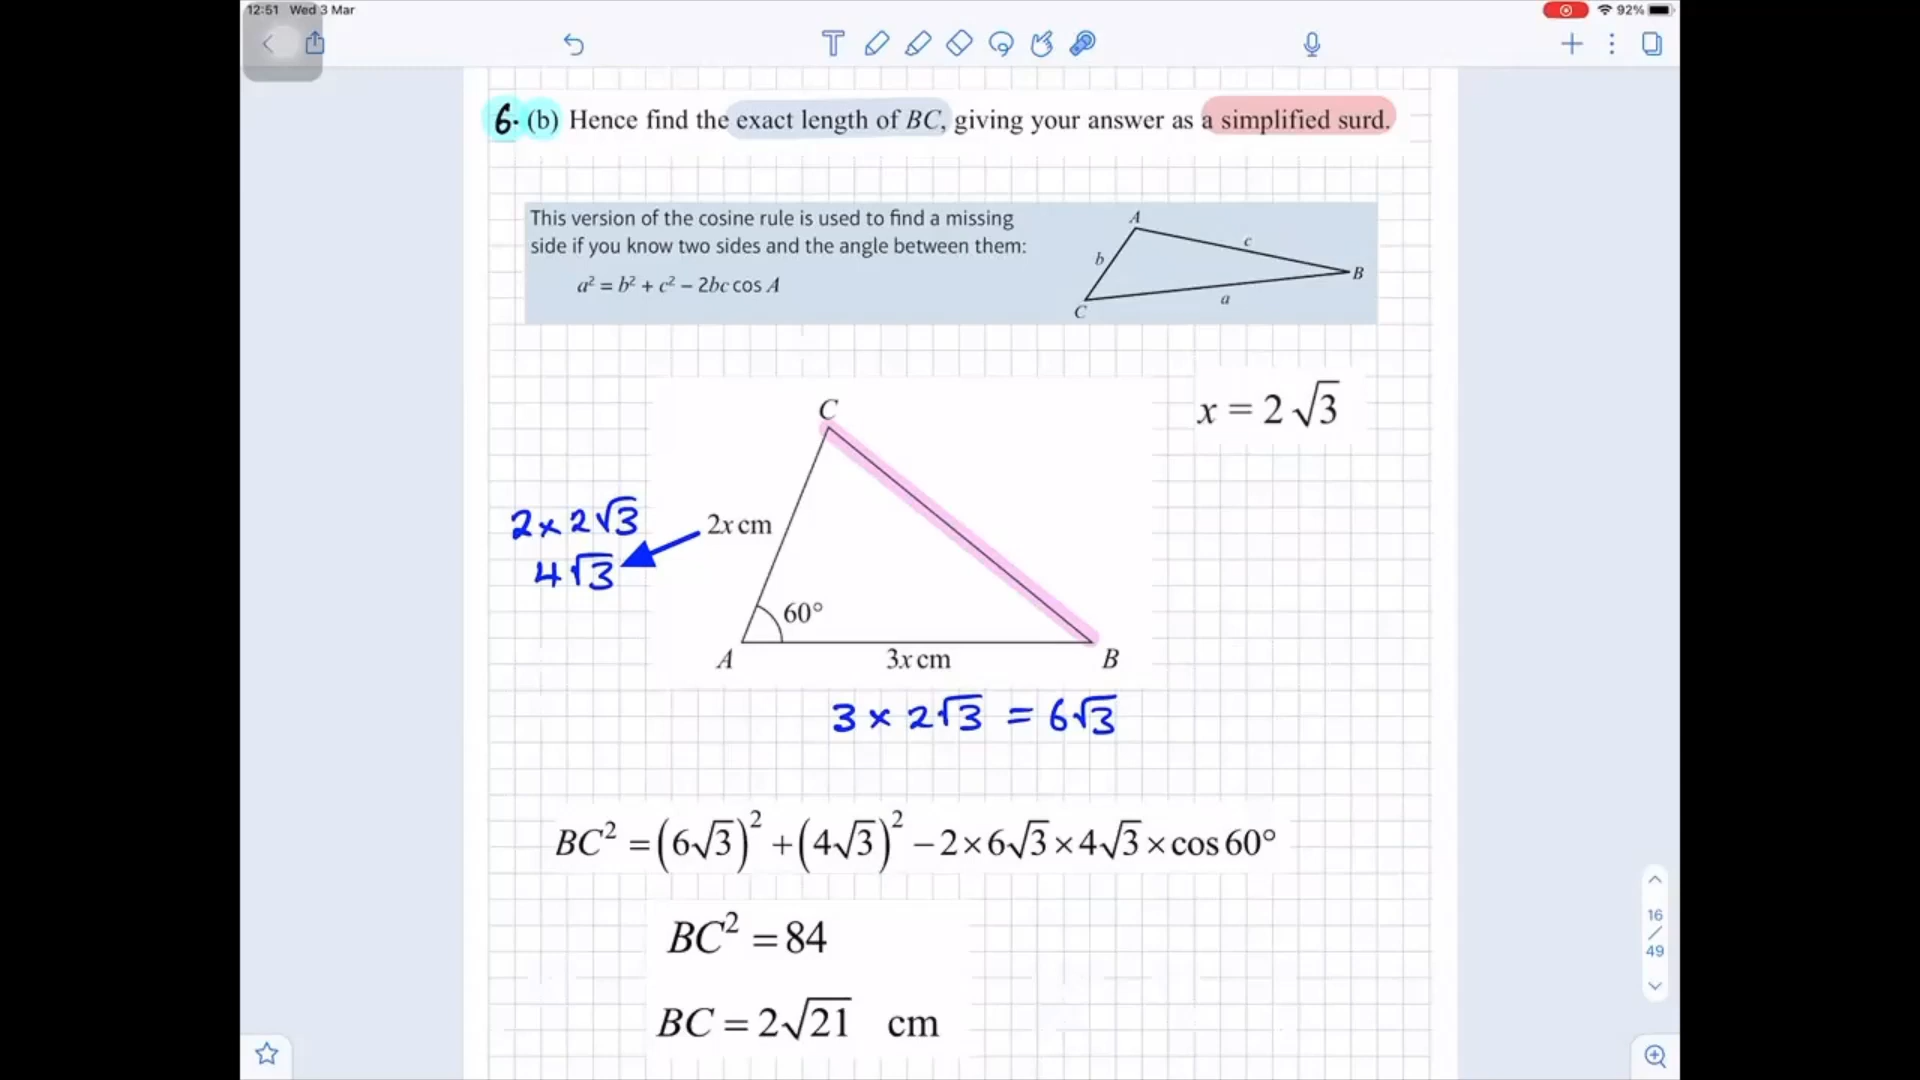 12:51 Wed 3 Mar
92%
6. (b) Hence find the exact length of BC, giving your answer as a simplified surd.
This version of the cosine rule is used to find a missing
side if you know two sides and the angle between them:
a² = b² + c² − 2bc cos A
A
c
b
B
a
C
x = 2√3
C
2 × 2√3
2x cm
4√3
60°
A
3x cm
B
3 × 2√3 = 6√3
BC² = (6√3)² + (4√3)² − 2×6√3×4√3×cos 60°
BC² = 84
BC = 2√21 cm
16
/
49